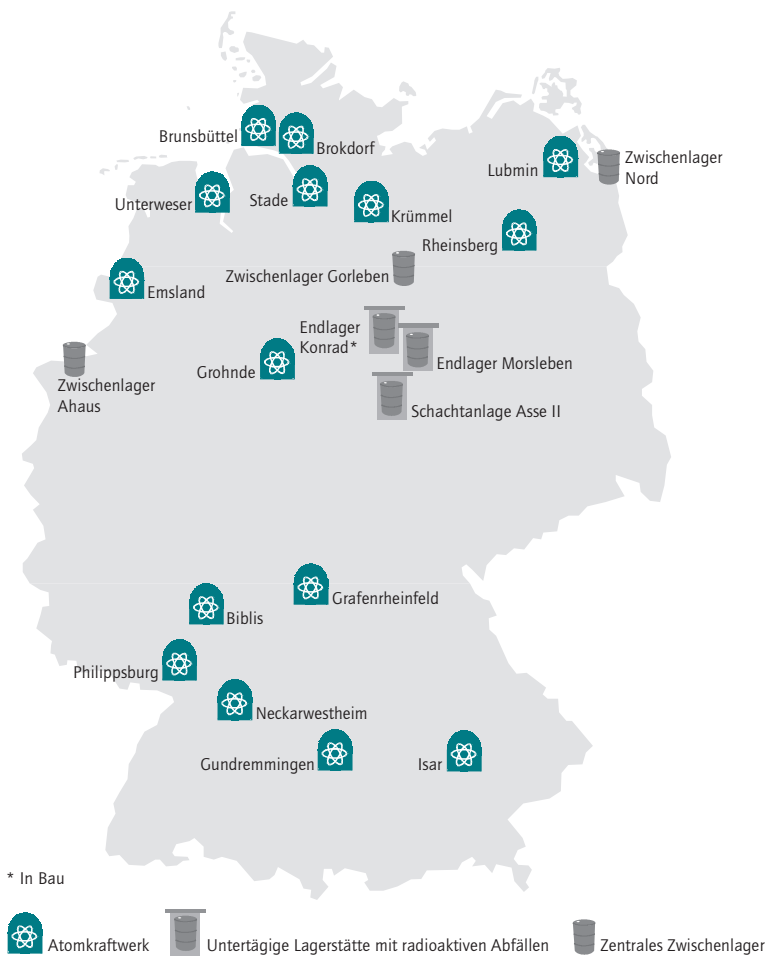 Brunsbüttel
Brokdorf
Lubmin
Zwischenlager
Nord
Unterweser
Stade
Krümmel
Rheinsberg
Zwischenlager Gorleben
Emsland
Endlager
Konrad*
Endlager Morsleben
Grohnde
Zwischenlager
Ahaus
Schachtanlage Asse II
Grafenrheinfeld
Biblis
Philippsburg
Neckarwestheim
Gundremmingen
Isar
* In Bau
Atomkraftwerk
Untertägige Lagerstätte mit radioaktiven Abfällen
Zentrales Zwischenlager